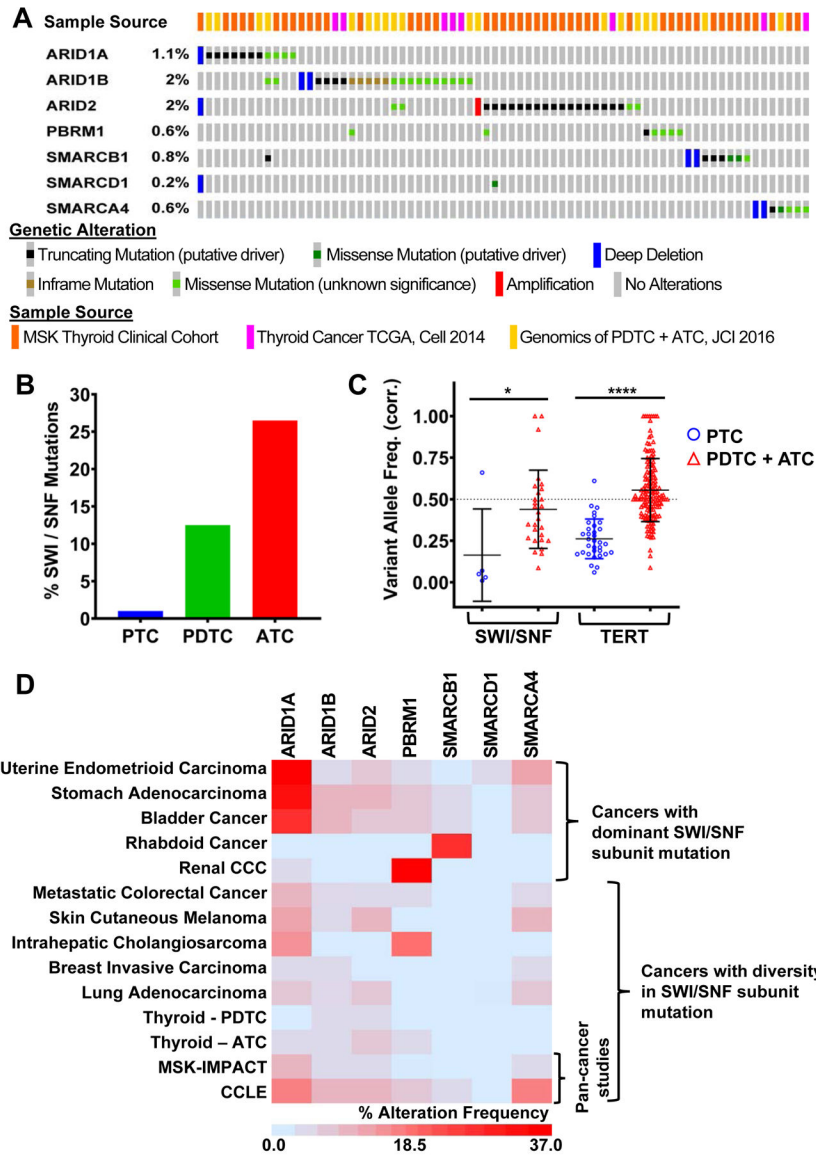 A Sample Source
ARID1A 1.1%
ARID1B 2%
ARID2 2%
PBRM1 0.6%
SMARCB1 0.8%
SMARCD1 0.2%
SMARCA4 0.6%
Genetic Alteration
Truncating Mutation (putative driver) Missense Mutation (putative driver) Deep Deletion
Inframe Mutation Missense Mutation (unknown significance) Amplification No Alterations
Sample Source
MSK Thyroid Clinical Cohort Thyroid Cancer TCGA, Cell 2014 Genomics of PDTC + ATC, JCI 2016
B
% SWI / SNF Mutations
30
25
20
15
10
5
0
PTC PDTC ATC
C
Variant Allele Freq. (corr.)
1.00
0.75
0.50
0.25
0.00
* ****
PTC
PDTC + ATC
SWI/SNF TERT
D
ARID1A
ARID1B
ARID2
PBRM1
SMARCB1
SMARCD1
SMARCA4
Uterine Endometrioid Carcinoma
Stomach Adenocarcinoma
Bladder Cancer
Rhabdoid Cancer
Renal CCC
Metastatic Colorectal Cancer
Skin Cutaneous Melanoma
Intrahepatic Cholangiosarcoma
Breast Invasive Carcinoma
Lung Adenocarcinoma
Thyroid - PDTC
Thyroid – ATC
MSK-IMPACT
CCLE
Cancers with
dominant SWI/SNF
subunit mutation
Cancers with diversity
in SWI/SNF subunit
mutation
Pan-cancer
studies
% Alteration Frequency
0.0 18.5 37.0